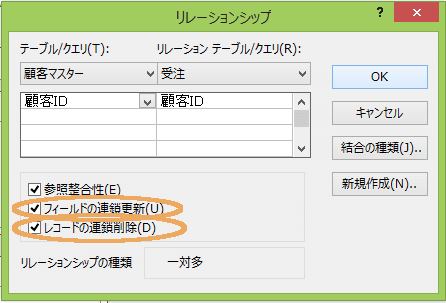 リレーションシップ
テーブル/クエリ(T): リレーション テーブル/クエリ(R):
顧客マスター 受注
OK
顧客ID 顧客ID
キャンセル
結合の種類(J)..
新規作成(N)..
参照整合性(E)
フィールドの連鎖更新(U)
レコードの連鎖削除(D)
リレーションシップの種類 一対多